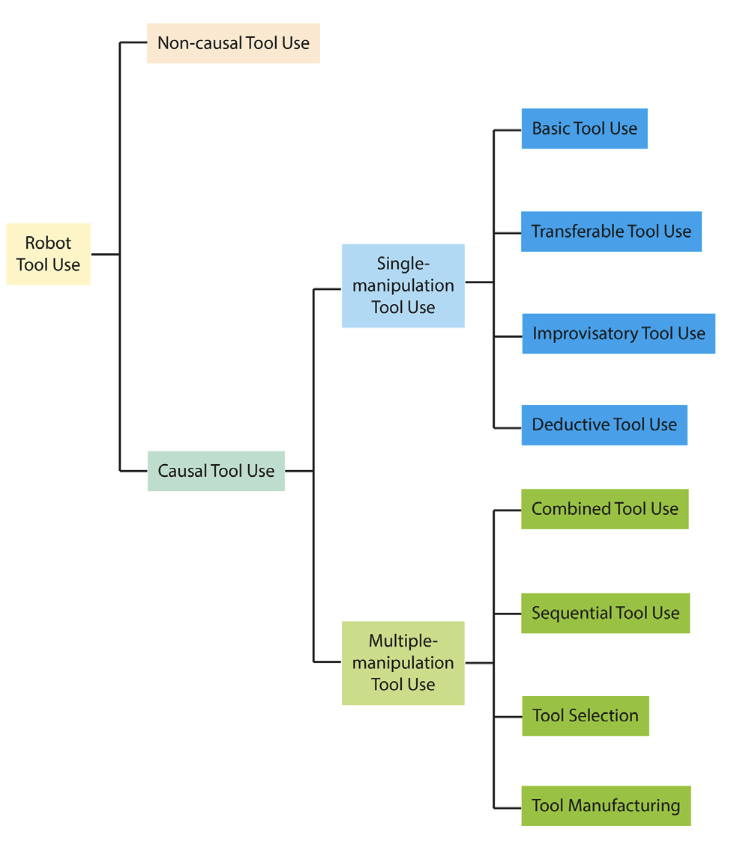 Non-causal Tool Use
Basic Tool Use
Transferable Tool Use
Robot
Tool Use
Single-
manipulation
Tool Use
Improvisatory Tool Use
Deductive Tool Use
Causal Tool Use
Combined Tool Use
Sequential Tool Use
Multiple-
manipulation
Tool Use
Tool Selection
Tool Manufacturing